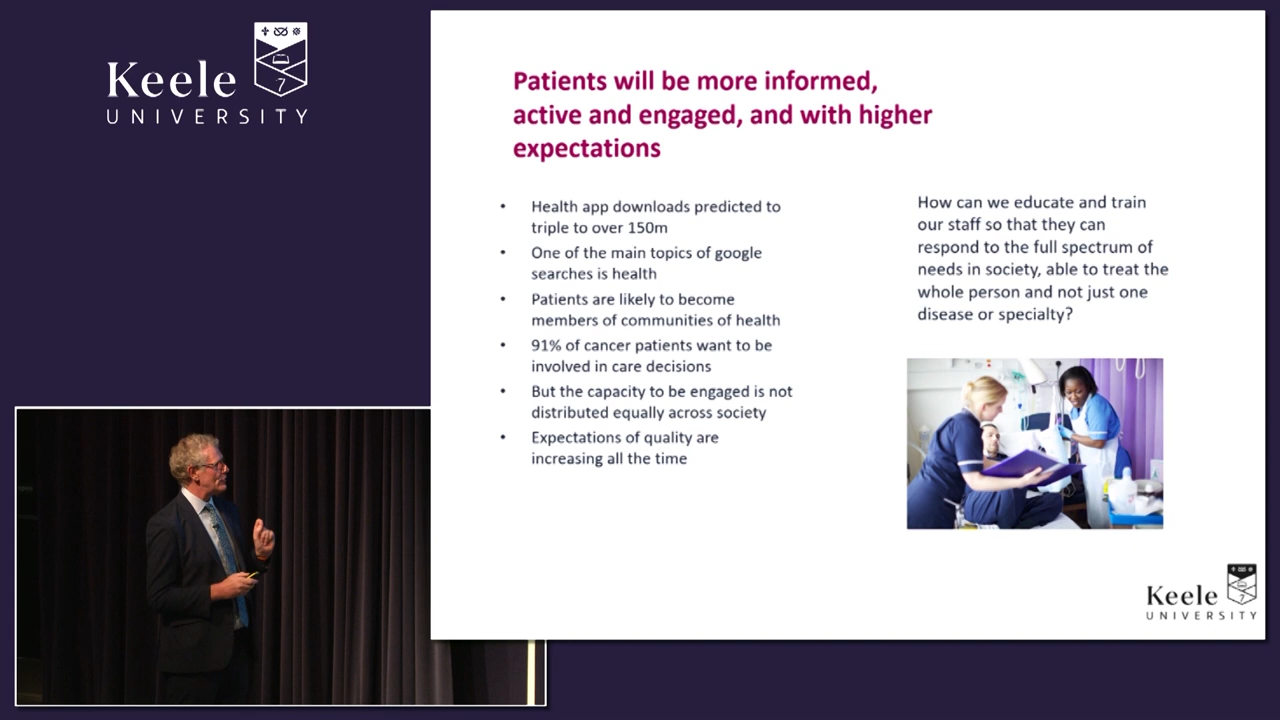 Keele
UNIVERSITY
Patients will be more informed,
active and engaged, and with higher
expectations
• Health app downloads predicted to
triple to over 150m
• One of the main topics of google
searches is health
• Patients are likely to become
members of communities of health
• 91% of cancer patients want to be
involved in care decisions
• But the capacity to be engaged is not
distributed equally across society
• Expectations of quality are
increasing all the time
How can we educate and train
our staff so that they can
respond to the full spectrum of
needs in society, able to treat the
whole person and not just one
disease or specialty?
Keele
UNIVERSITY